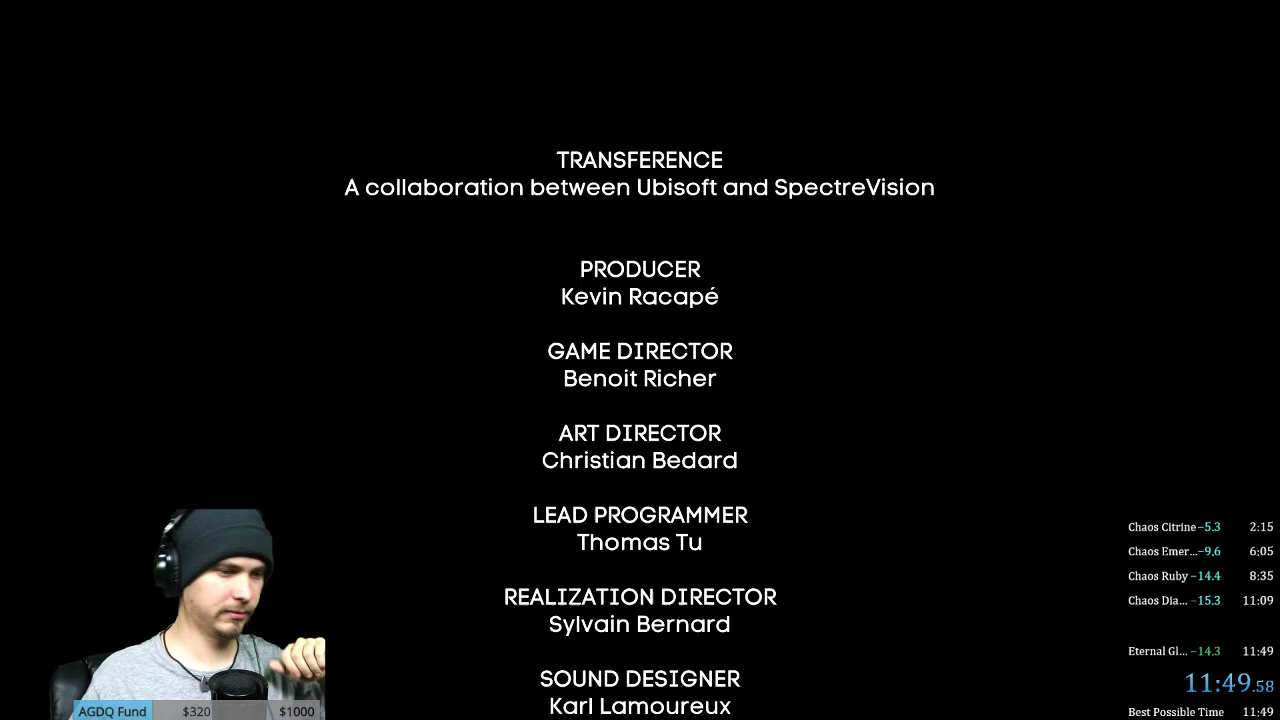 TRANSFERENCE
A collaboration between Ubisoft and SpectreVision
PRODUCER
Kevin Racapé
GAME DIRECTOR
Benoit Richer
ART DIRECTOR
Christian Bedard
LEAD PROGRAMMER
Thomas Tu
REALIZATION DIRECTOR
Sylvain Bernard
SOUND DESIGNER
Karl Lamoureux
Chaos Citrine −5.3 2:15
Chaos Emer... −9.6 6:05
Chaos Ruby −14.4 8:35
Chaos Dia... −15.3 11:09
Eternal Gl... −14.3 11:49
11:49.58
Best Possible Time 11:49
AGDQ Fund $320 $1000